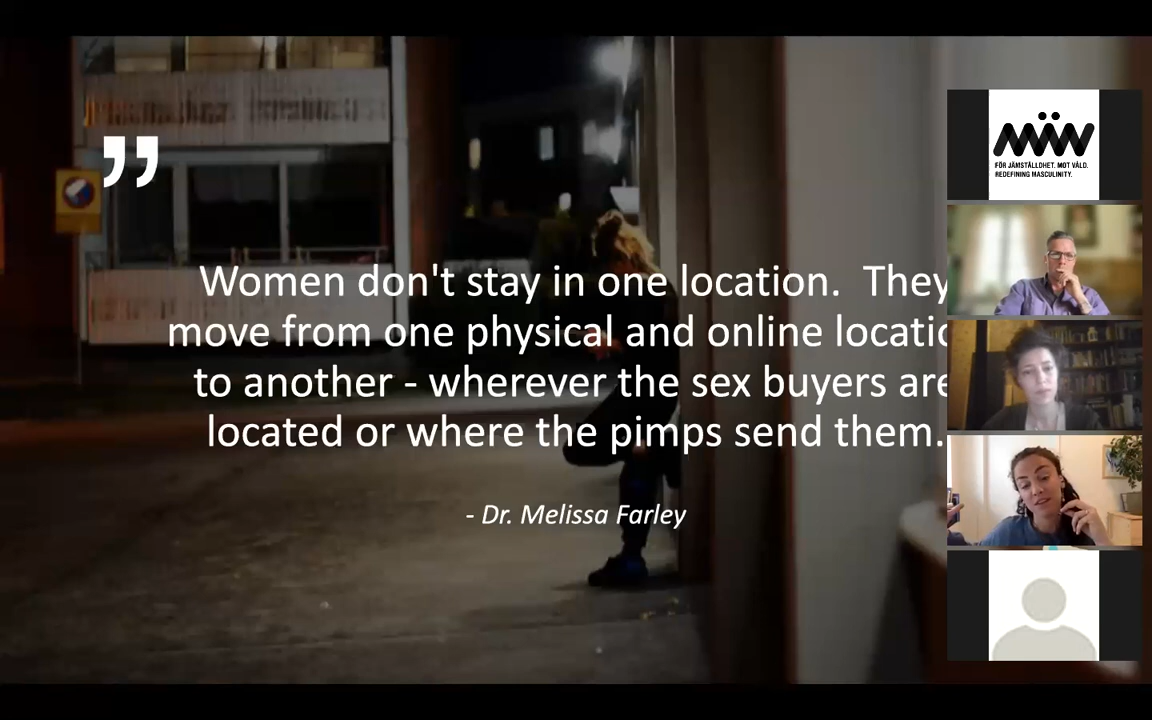 ”
Women don't stay in one location. They
move from one physical and online locatio
to another - wherever the sex buyers are
located or where the pimps send them.
- Dr. Melissa Farley
MÄN
FÖR JÄMSTÄLLDHET. MOT VÅLD.
REDEFINING MASCULINITY.